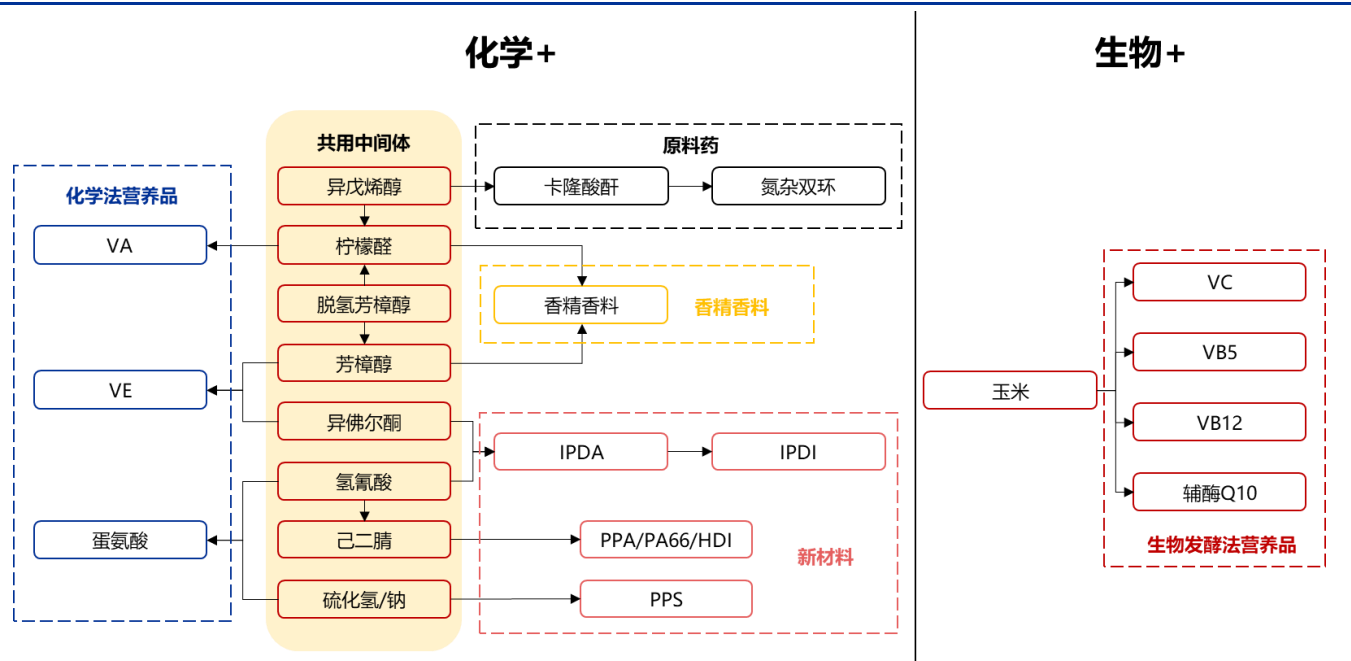 化学+
生物+
共用中间体
原料药
异戊烯醇
卡隆酸酐
氮杂双环
化学法营养品
VA
柠檬醛
脱氢芳樟醇
香精香料
香精香料
芳樟醇
VE
异佛尔酮
IPDA
IPDI
氢氰酸
蛋氨酸
己二腈
PPA/PA66/HDI
新材料
硫化氢/钠
PPS
玉米
VC
VB5
VB12
辅酶Q10
生物发酵法营养品